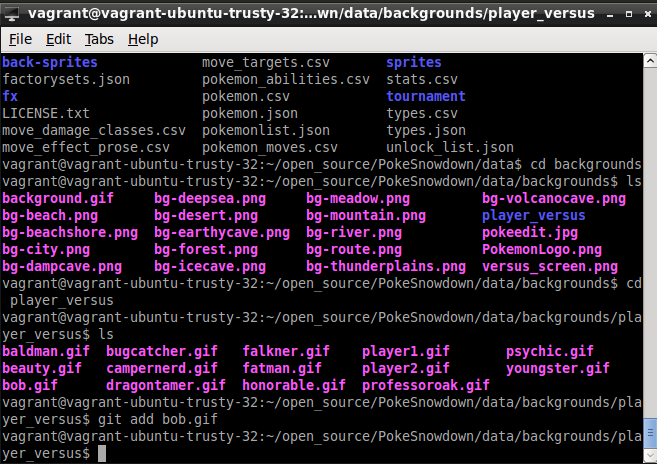 vagrant@vagrant-ubuntu-trusty-32:...wn/data/backgrounds/player_versus
File Edit Tabs Help
back-sprites move_targets.csv sprites
factorysets.json pokemon_abilities.csv stats.csv
fx pokemon.csv tournament
LICENSE.txt pokemon.json types.csv
move_damage_classes.csv pokemonlist.json types.json
move_effect_prose.csv pokemon_moves.csv unlock_list.json
vagrant@vagrant-ubuntu-trusty-32:~/open_source/PokeSnowdown/data$ cd backgrounds
vagrant@vagrant-ubuntu-trusty-32:~/open_source/PokeSnowdown/data/backgrounds$ ls
background.gif bg-deepsea.png bg-meadow.png bg-volcanocave.png
bg-beach.png bg-desert.png bg-mountain.png player_versus
bg-beachshore.png bg-earthycave.png bg-river.png pokeedit.jpg
bg-city.png bg-forest.png bg-route.png PokemonLogo.png
bg-dampcave.png bg-icecave.png bg-thunderplains.png versus_screen.png
vagrant@vagrant-ubuntu-trusty-32:~/open_source/PokeSnowdown/data/backgrounds$ cd
 player_versus
vagrant@vagrant-ubuntu-trusty-32:~/open_source/PokeSnowdown/data/backgrounds/pla
yer_versus$ ls
baldman.gif bugcatcher.gif falkner.gif player1.gif psychic.gif
beauty.gif campernerd.gif fatman.gif player2.gif youngster.gif
bob.gif dragontamer.gif honorable.gif professoroak.gif
vagrant@vagrant-ubuntu-trusty-32:~/open_source/PokeSnowdown/data/backgrounds/pla
yer_versus$ git add bob.gif
vagrant@vagrant-ubuntu-trusty-32:~/open_source/PokeSnowdown/data/backgrounds/pla
yer_versus$